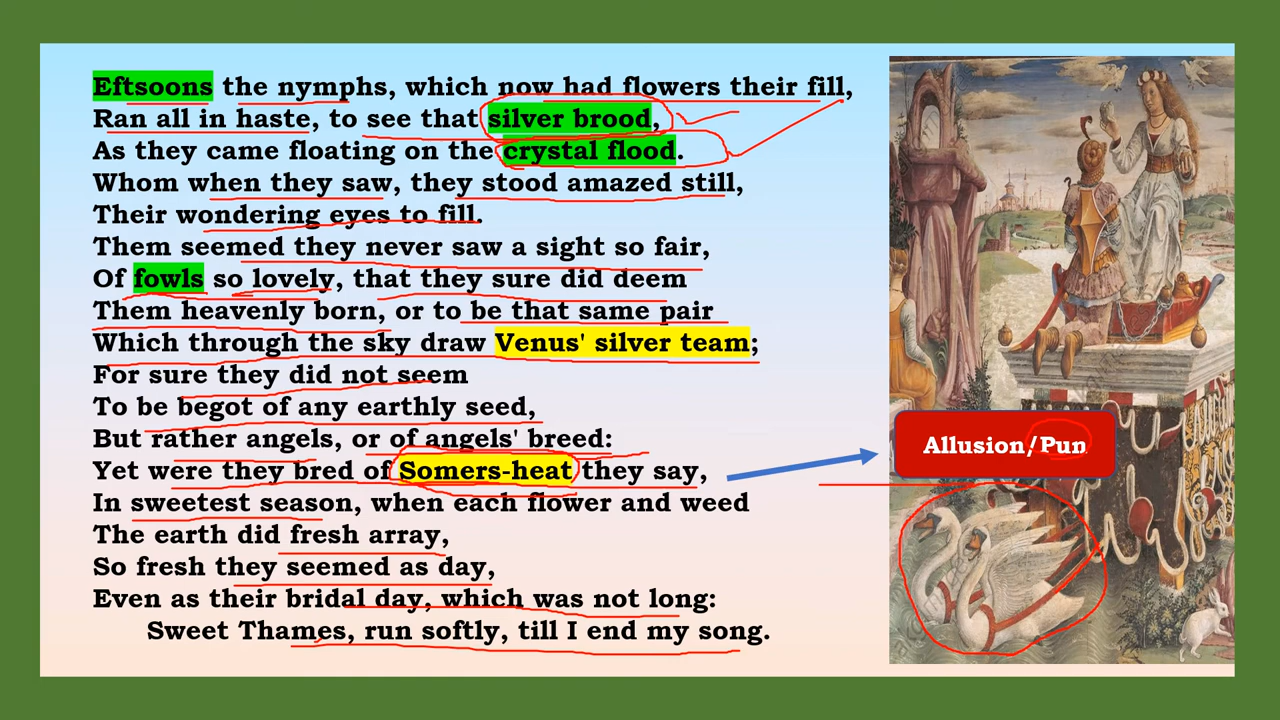 Eftsoons the nymphs, which now had flowers their fill,
Ran all in haste, to see that silver brood,
As they came floating on the crystal flood.
Whom when they saw, they stood amazed still,
Their wondering eyes to fill.
Them seemed they never saw a sight so fair,
Of fowls so lovely, that they sure did deem
Them heavenly born, or to be that same pair
Which through the sky draw Venus' silver team;
For sure they did not seem
To be begot of any earthly seed,
But rather angels, or of angels' breed:
Yet were they bred of Somers-heat they say,
In sweetest season, when each flower and weed
The earth did fresh array,
So fresh they seemed as day,
Even as their bridal day, which was not long:
Sweet Thames, run softly, till I end my song.
Allusion/Pun